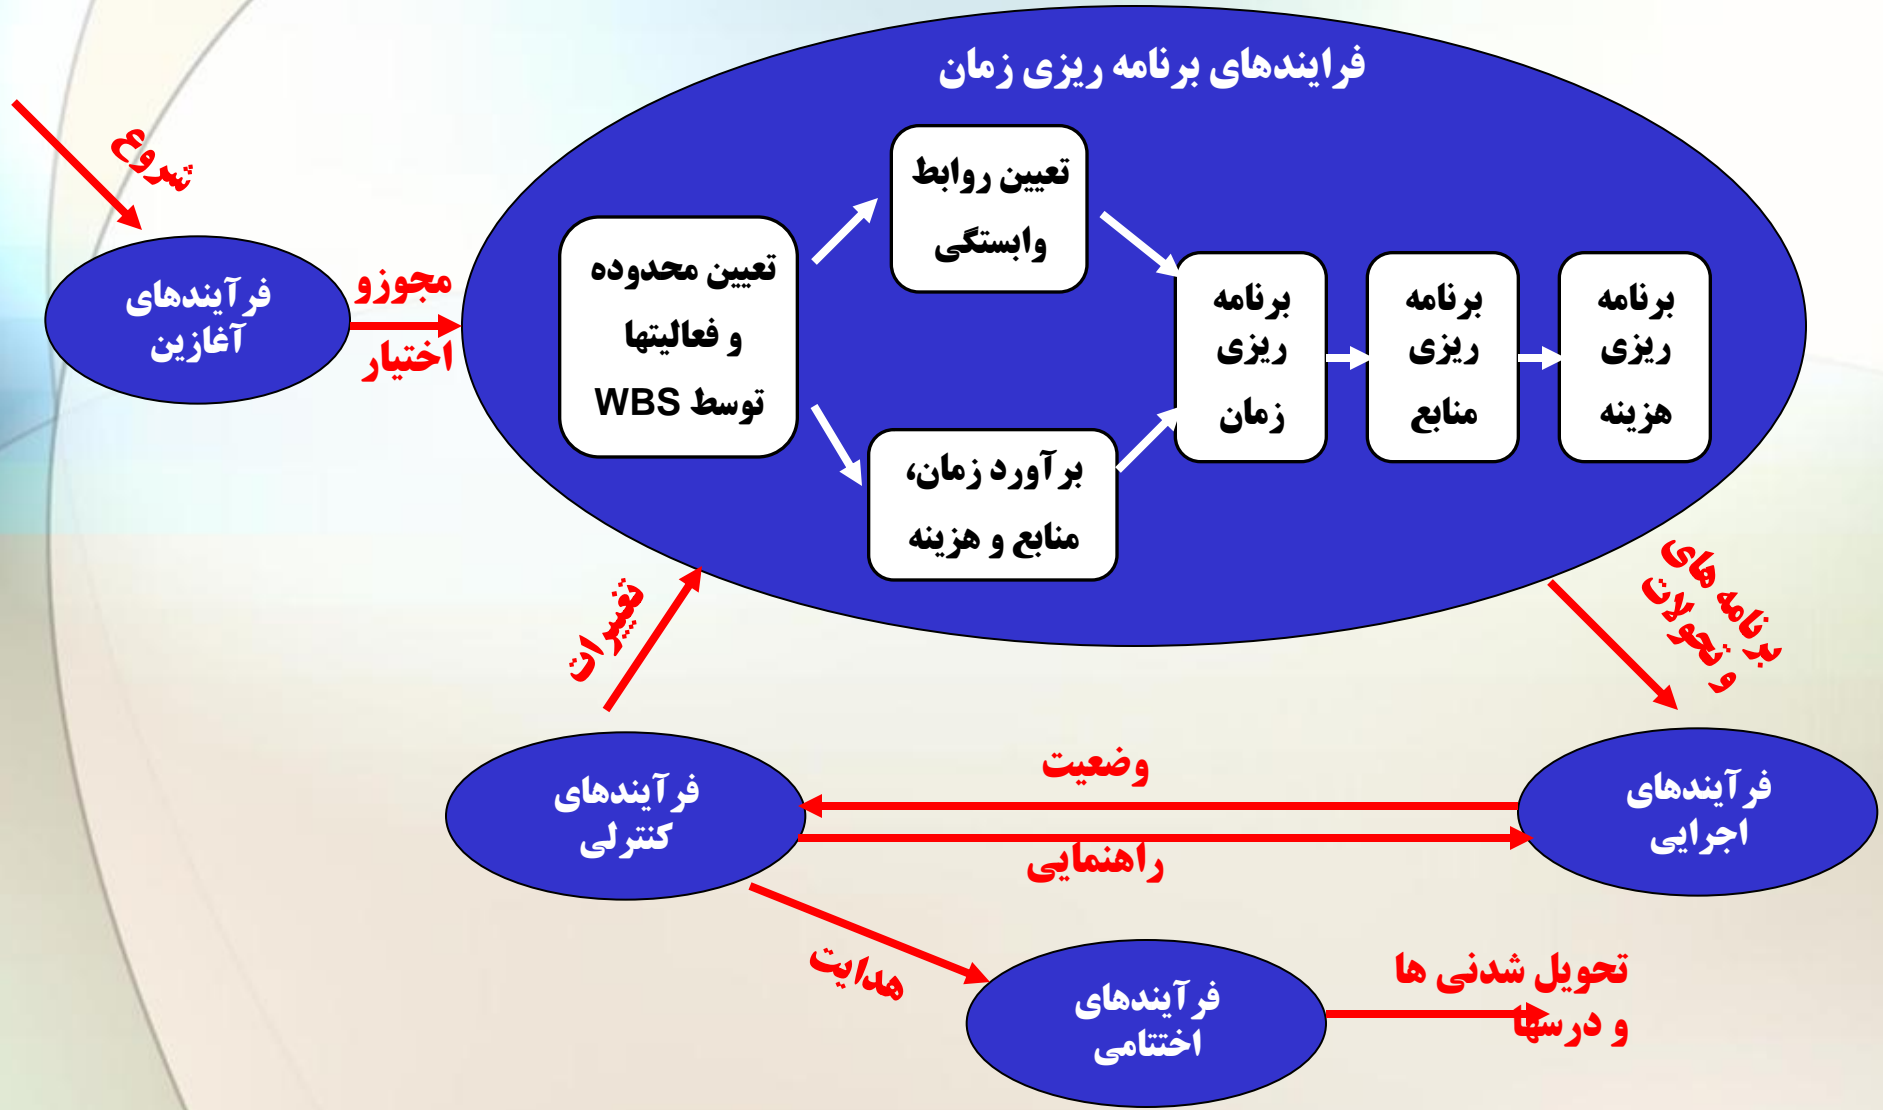 فرایندهای برنامه ریزی زمان
شروع
فرآیندهای
آغازین
مجوزو
اختیار
تعیین محدوده
و فعالیتها
توسط WBS
تعیین روابط
وابستگی
برآورد زمان،
منابع و هزینه
برنامه
ریزی
زمان
برنامه
ریزی
منابع
برنامه
ریزی
هزینه
برنامه های
و تحولات
تغییرات
فرآیندهای
اجرایی
وضعیت
راهنمایی
فرآیندهای
کنترلی
هدایت
فرآیندهای
اختتامی
تحویل شدنی ها
و درسها